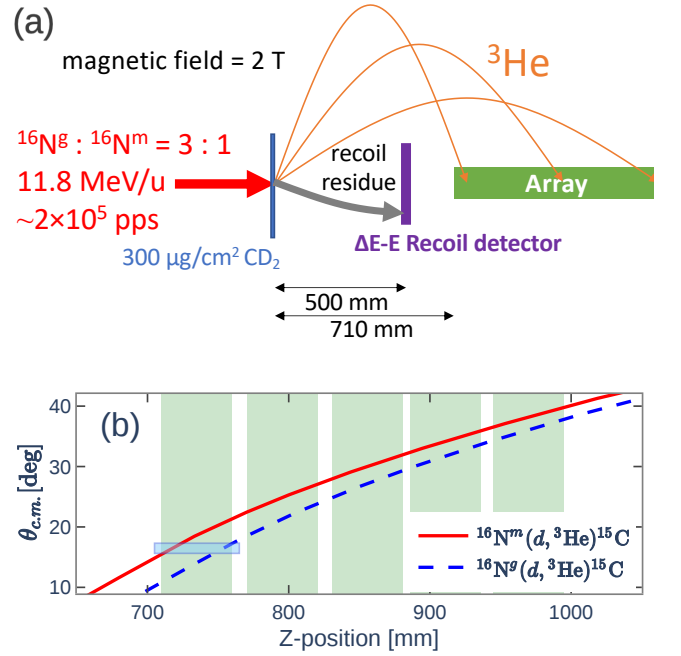 (a)
magnetic field = 2 T
³He
¹⁶Nᵍ : ¹⁶Nᵐ = 3 : 1
11.8 MeV/u
~2×10⁵ pps
recoil
residue
Array
ΔE-E Recoil detector
300 μg/cm² CD₂
500 mm
710 mm
(b)
40
30
20
10
θc.m. [deg]
¹⁶Nᵐ(d, ³He)¹⁵C
¹⁶Nᵍ(d, ³He)¹⁵C
700 800 900 1000
Z-position [mm]